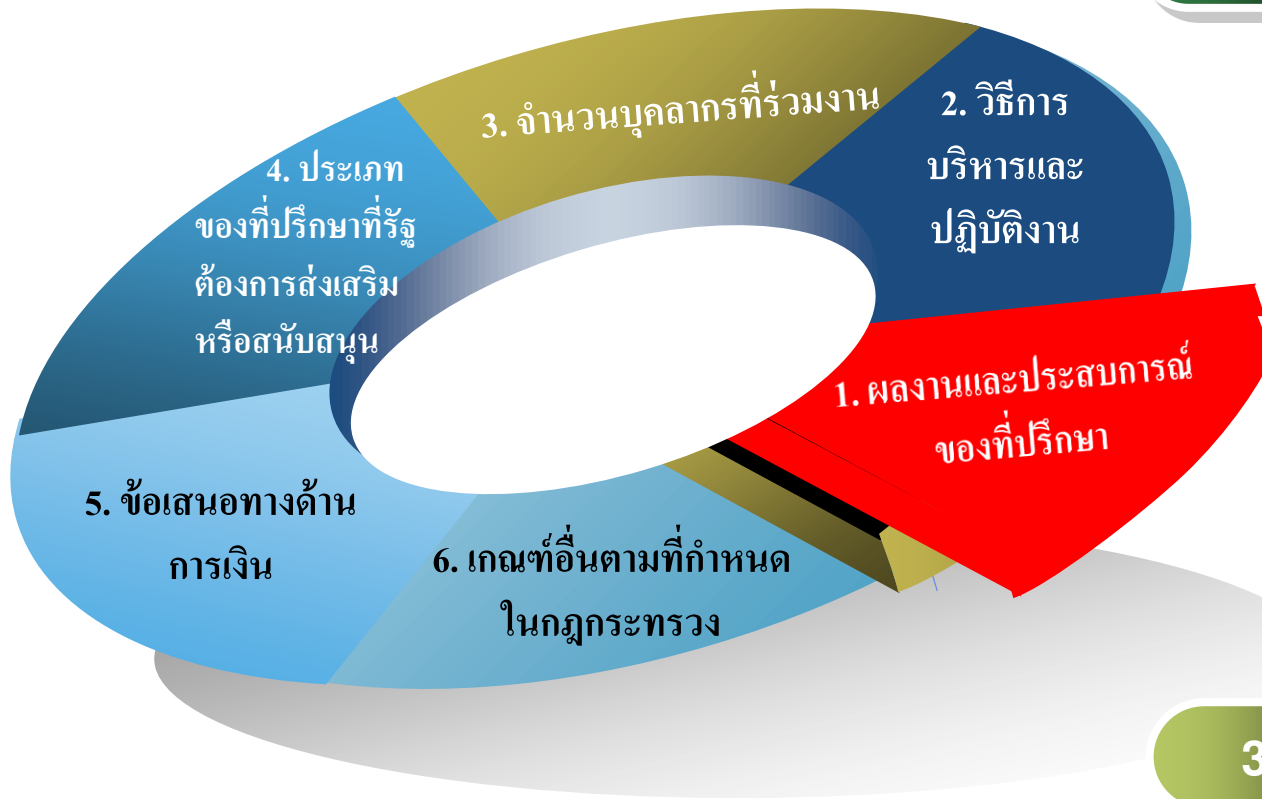 1. ผลงานและประสบการณ์
ของที่ปรึกษา
2. วิธีการ
บริหารและ
ปฏิบัติงาน
3. จำนวนบุคลากรที่ร่วมงาน
4. ประเภท
ของที่ปรึกษาที่รัฐ
ต้องการส่งเสริม
หรือสนับสนุน
5. ข้อเสนอทางด้าน
การเงิน
6. เกณฑ์อื่นตามที่กำหนด
ในกฎกระทรวง
3